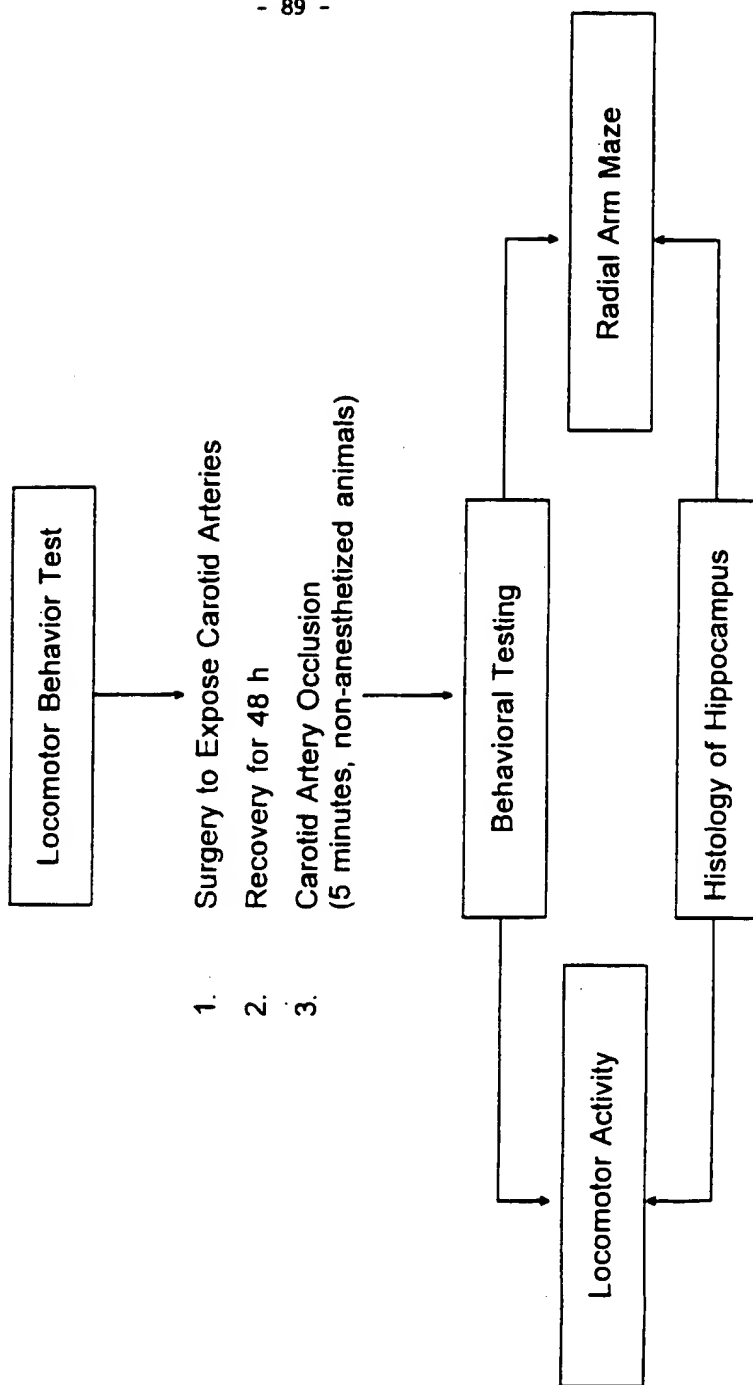 - 89 -
Locomotor Behavior Test
1. Surgery to Expose Carotid Arteries
2. Recovery for 48 h
3. Carotid Artery Occlusion
(5 minutes, non-anesthetized animals)
Behavioral Testing
Locomotor Activity
Radial Arm Maze
Histology of Hippocampus